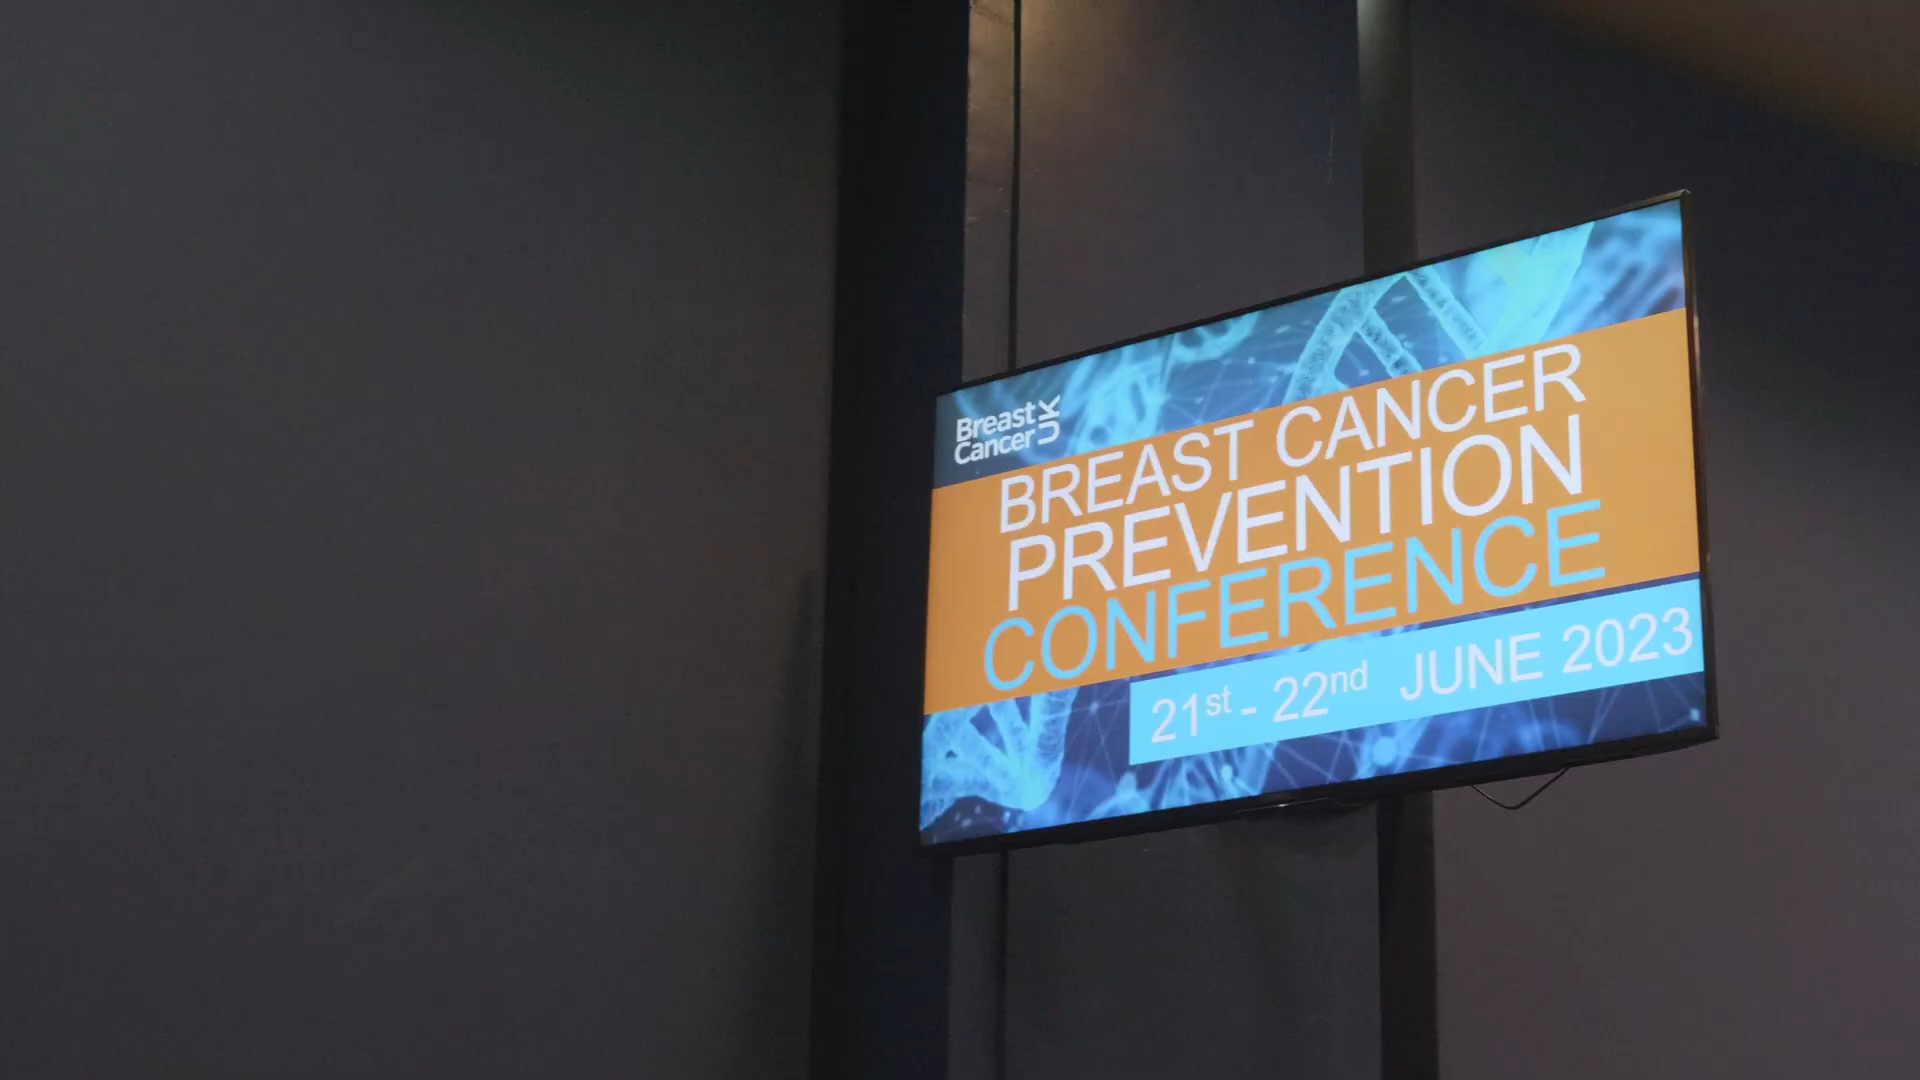 Breast
Cancer
UK
BREAST CANCER
PREVENTION
CONFERENCE
21st - 22nd JUNE 2023